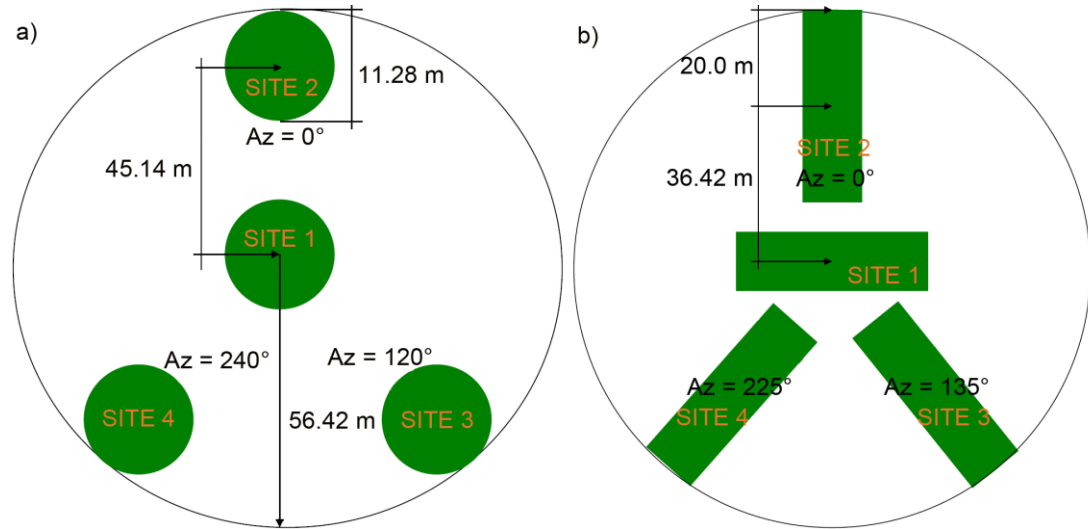 a)
SITE 2
11.28 m
Az = 0°
45.14 m
SITE 1
Az = 240°
Az = 120°
SITE 4
56.42 m
SITE 3
b)
20.0 m
SITE 2
36.42 m
Az = 0°
SITE 1
Az = 225°
Az = 135°
SITE 4
SITE 3